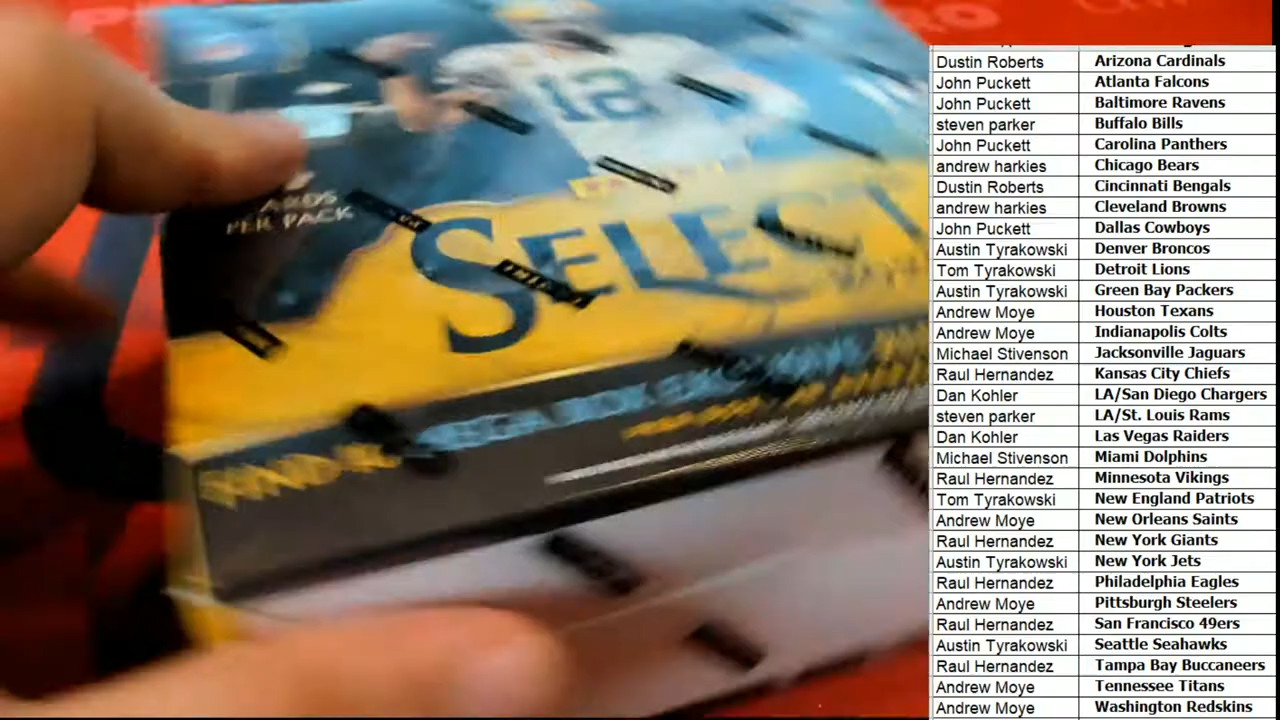 12
CARDS
PER PACK
SELECT
Dustin Roberts Arizona Cardinals
John Puckett Atlanta Falcons
John Puckett Baltimore Ravens
steven parker Buffalo Bills
John Puckett Carolina Panthers
andrew harkies Chicago Bears
Dustin Roberts Cincinnati Bengals
andrew harkies Cleveland Browns
John Puckett Dallas Cowboys
Austin Tyrakowski Denver Broncos
Tom Tyrakowski Detroit Lions
Austin Tyrakowski Green Bay Packers
Andrew Moye Houston Texans
Andrew Moye Indianapolis Colts
Michael Stivenson Jacksonville Jaguars
Raul Hernandez Kansas City Chiefs
Dan Kohler LA/San Diego Chargers
steven parker LA/St. Louis Rams
Dan Kohler Las Vegas Raiders
Michael Stivenson Miami Dolphins
Raul Hernandez Minnesota Vikings
Tom Tyrakowski New England Patriots
Andrew Moye New Orleans Saints
Raul Hernandez New York Giants
Austin Tyrakowski New York Jets
Raul Hernandez Philadelphia Eagles
Andrew Moye Pittsburgh Steelers
Raul Hernandez San Francisco 49ers
Austin Tyrakowski Seattle Seahawks
Raul Hernandez Tampa Bay Buccaneers
Andrew Moye Tennessee Titans
Andrew Moye Washington Redskins